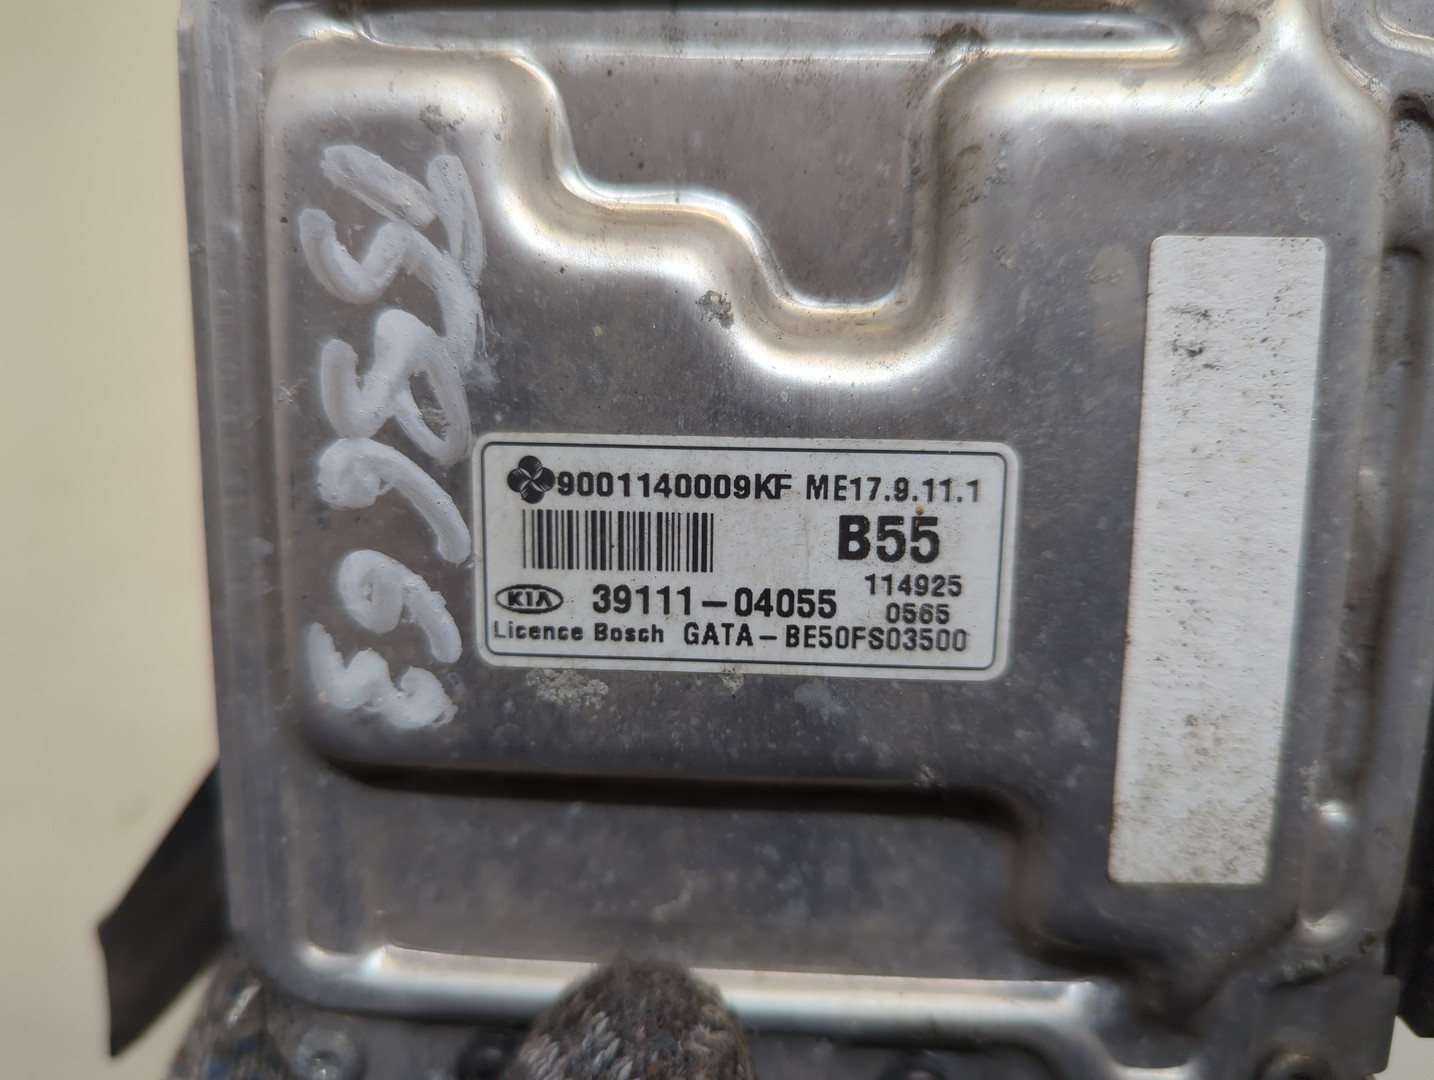 9001140009KF ME17.9.11.1
B55
114925
KIA 39111-04055 0565
Licence Bosch GATA-BE50FS03500